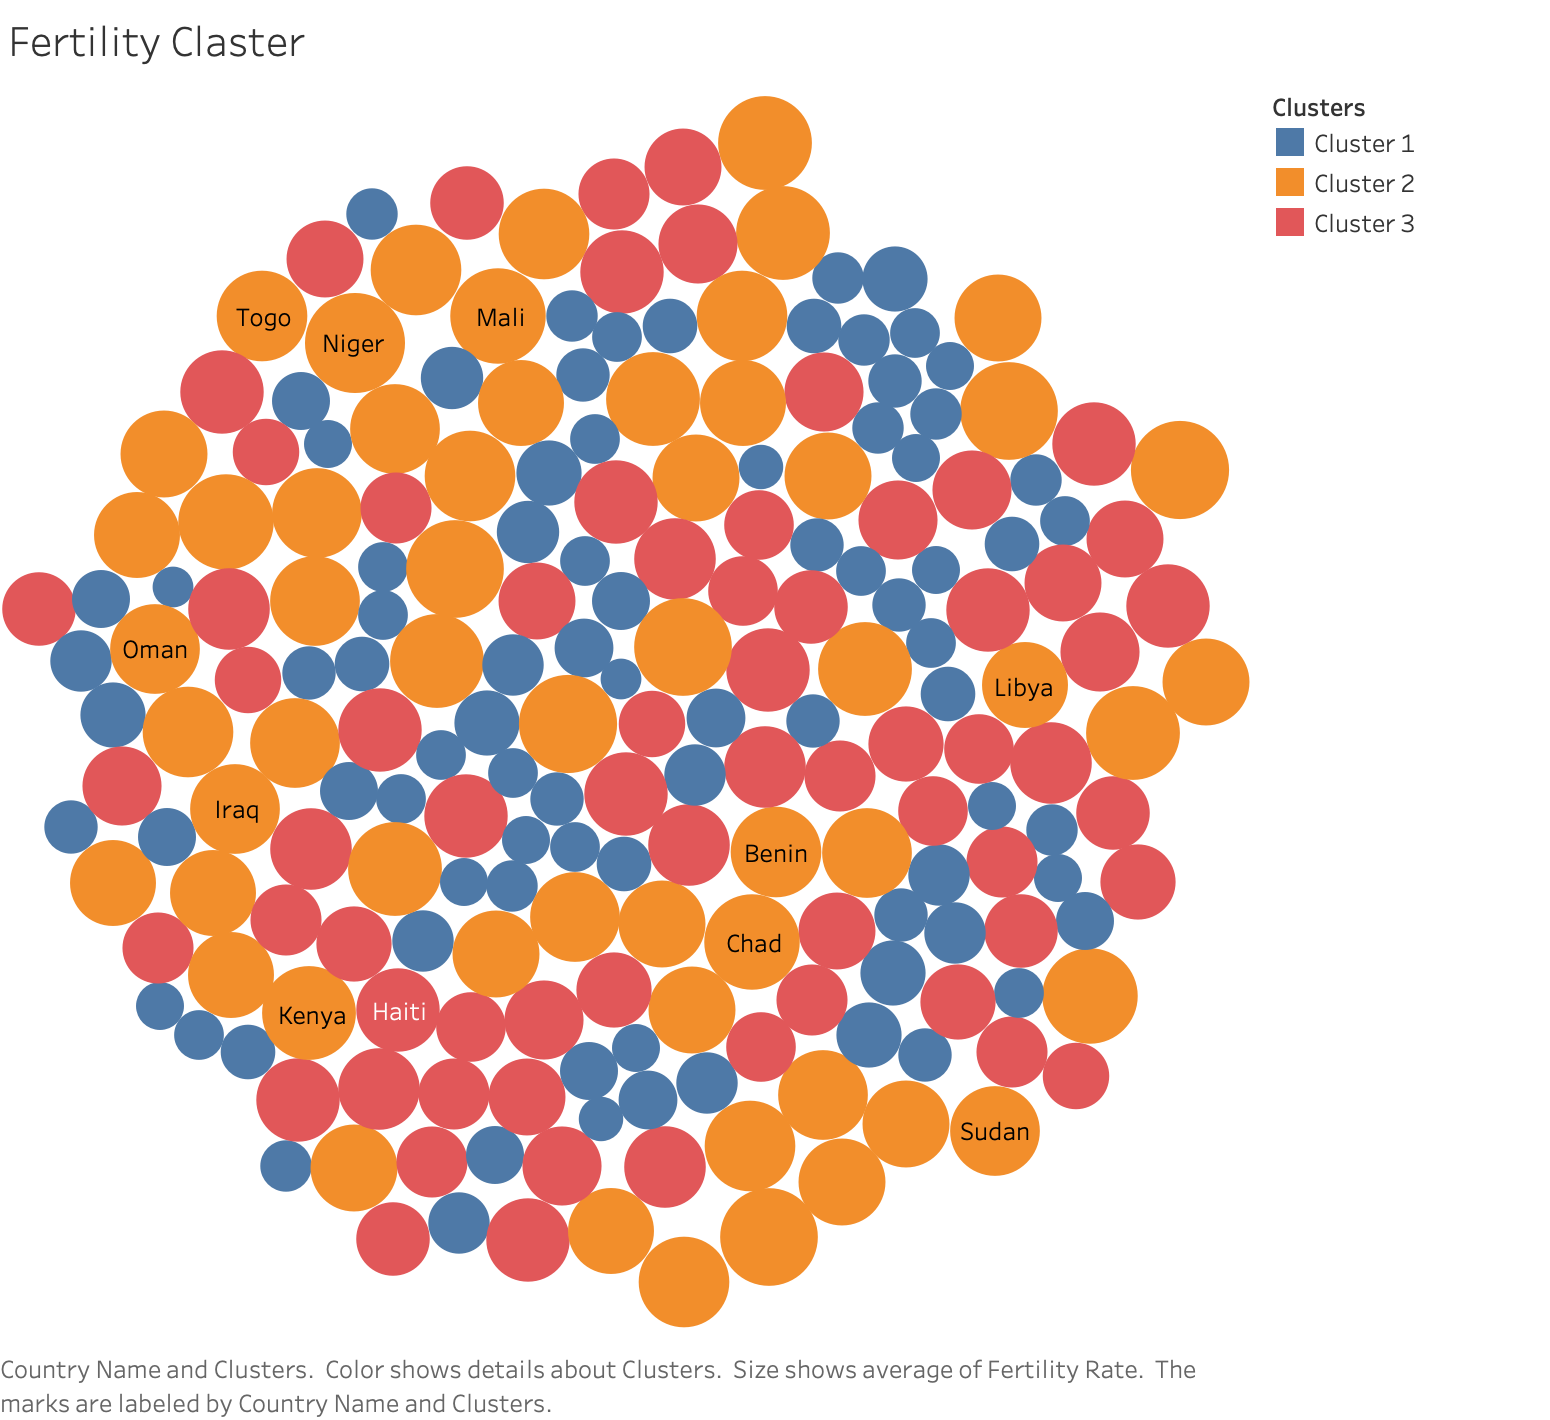 Fertility Claster
Clusters
Cluster 1
Cluster 2
Cluster 3
Togo
Mali
Niger
Oman
Libya
Iraq
Benin
Chad
Haiti
Kenya
Sudan
Country Name and Clusters.  Color shows details about Clusters.  Size shows average of Fertility Rate.  The
marks are labeled by Country Name and Clusters.